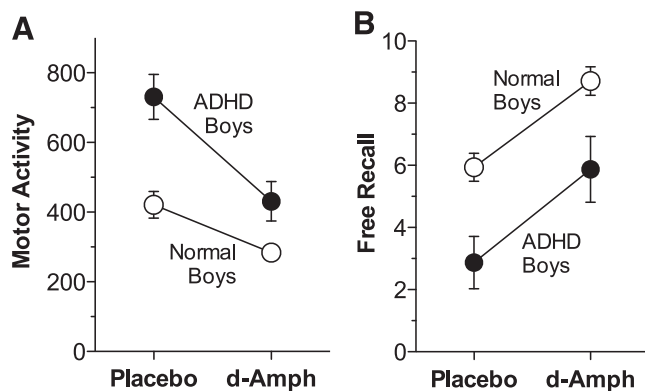 A
Motor Activity
800
600
400
200
0
ADHD
Boys
Normal
Boys
Placebo
d-Amph
B
Free Recall
10
8
6
4
2
0
Normal
Boys
ADHD
Boys
Placebo
d-Amph